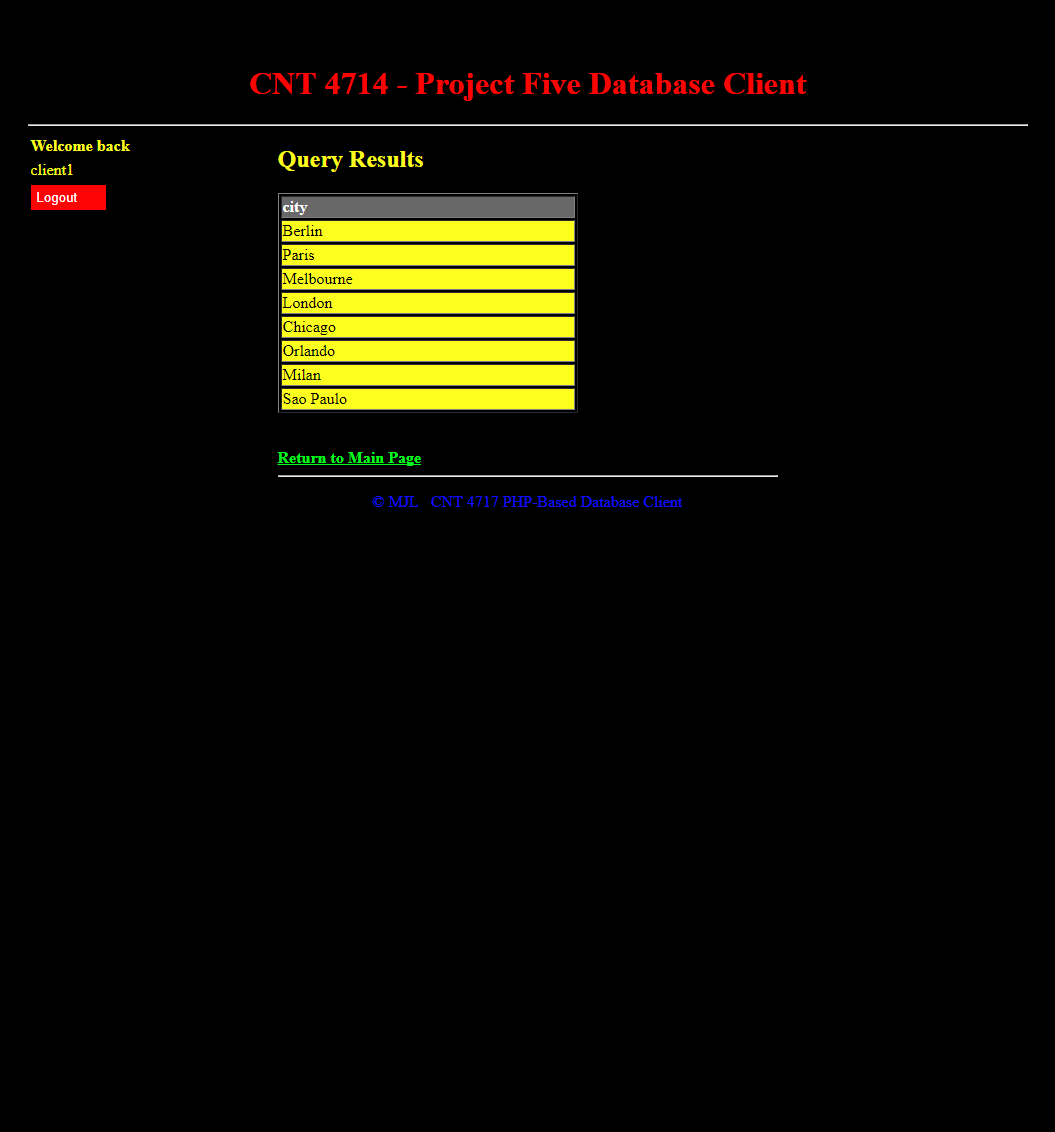 CNT 4714 - Project Five Database Client
Welcome back
client1
Logout
Query Results
city
Berlin
Paris
Melbourne
London
Chicago
Orlando
Milan
Sao Paulo
Return to Main Page
© MJL   CNT 4717 PHP-Based Database Client